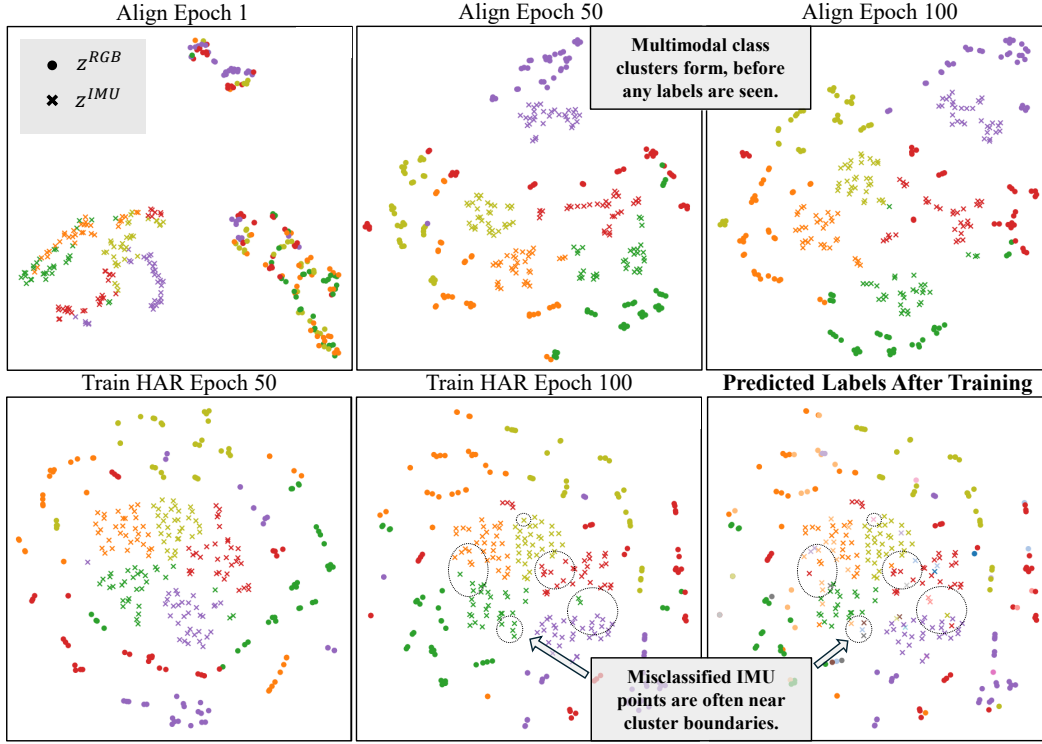 Align Epoch 1
Align Epoch 50
Align Epoch 100
z^RGB
z^IMU
Multimodal class
clusters form, before
any labels are seen.
Train HAR Epoch 50
Train HAR Epoch 100
Predicted Labels After Training
Misclassified IMU
points are often near
cluster boundaries.